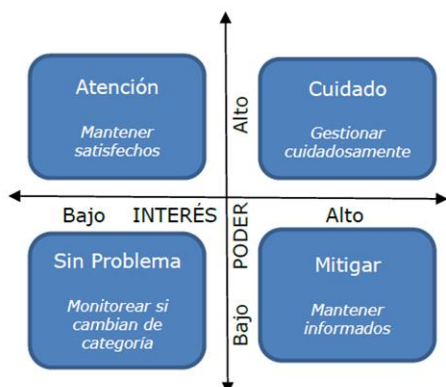 Atención
Mantener
satisfechos
Alto
Cuidado
Gestionar
cuidadosamente
Bajo INTERÉS
PODER
Alto
Sin Problema
Monitorear si
cambian de
categoría
Bajo
Mitigar
Mantener
informados